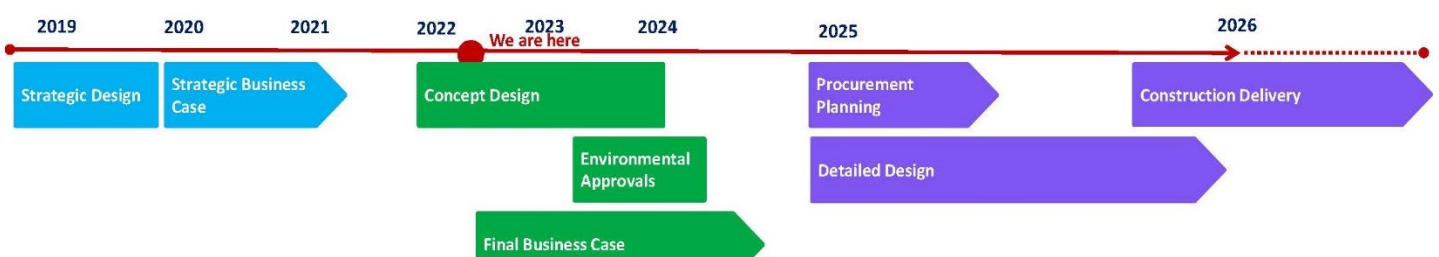 2019 2020 2021 2022 2023 2024 2025 2026
We are here
Strategic Design
Strategic Business
Case
Concept Design
Procurement
Planning
Construction Delivery
Environmental
Approvals
Detailed Design
Final Business Case